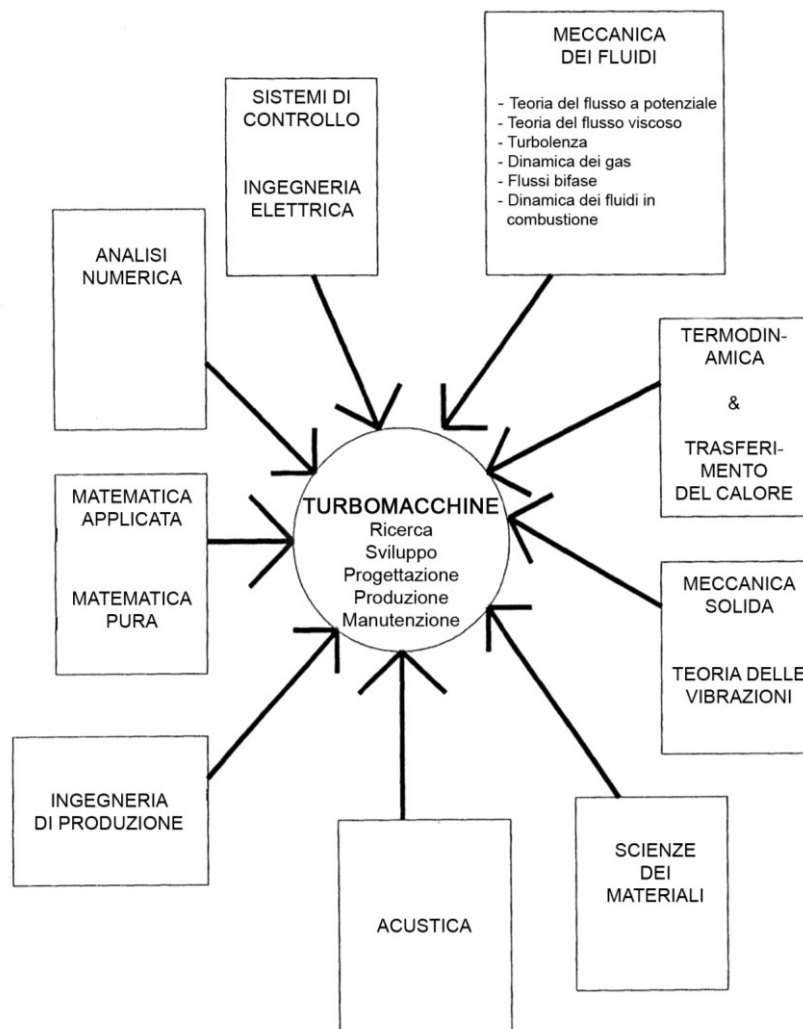 MECCANICA
DEI FLUIDI
- Teoria del flusso a potenziale
- Teoria del flusso viscoso
- Turbolenza
- Dinamica dei gas
- Flussi bifase
- Dinamica dei fluidi in
combustione
SISTEMI DI
CONTROLLO
INGEGNERIA
ELETTRICA
ANALISI
NUMERICA
TERMODIN-
AMICA
&
TRASFERI-
MENTO
DEL CALORE
MATEMATICA
APPLICATA
MATEMATICA
PURA
TURBOMACCHINE
Ricerca
Sviluppo
Progettazione
Produzione
Manutenzione
MECCANICA
SOLIDA
TEORIA DELLE
VIBRAZIONI
INGEGNERIA
DI PRODUZIONE
SCIENZE
DEI
MATERIALI
ACUSTICA